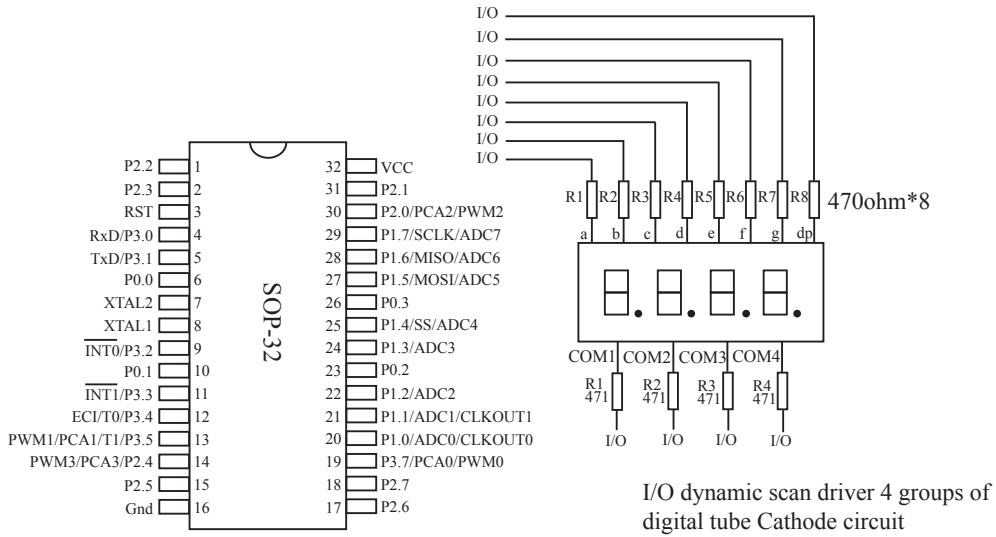 I/O
I/O
I/O
I/O
I/O
I/O
I/O
I/O
R1 R2 R3 R4 R5 R6 R7 R8 470ohm*8
a b c d e f g dp
COM1 COM2 COM3 COM4
R1 471 R2 471 R3 471 R4 471
I/O I/O I/O I/O
I/O dynamic scan driver 4 groups of
digital tube Cathode circuit
SOP-32
P2.2 1 32 VCC
P2.3 2 31 P2.1
RST 3 30 P2.0/PCA2/PWM2
RxD/P3.0 4 29 P1.7/SCLK/ADC7
TxD/P3.1 5 28 P1.6/MISO/ADC6
P0.0 6 27 P1.5/MOSI/ADC5
XTAL2 7 26 P0.3
XTAL1 8 25 P1.4/SS/ADC4
INT0/P3.2 9 24 P1.3/ADC3
P0.1 10 23 P0.2
INT1/P3.3 11 22 P1.2/ADC2
ECI/T0/P3.4 12 21 P1.1/ADC1/CLKOUT1
PWM1/PCA1/T1/P3.5 13 20 P1.0/ADC0/CLKOUT0
PWM3/PCA3/P2.4 14 19 P3.7/PCA0/PWM0
P2.5 15 18 P2.7
Gnd 16 17 P2.6